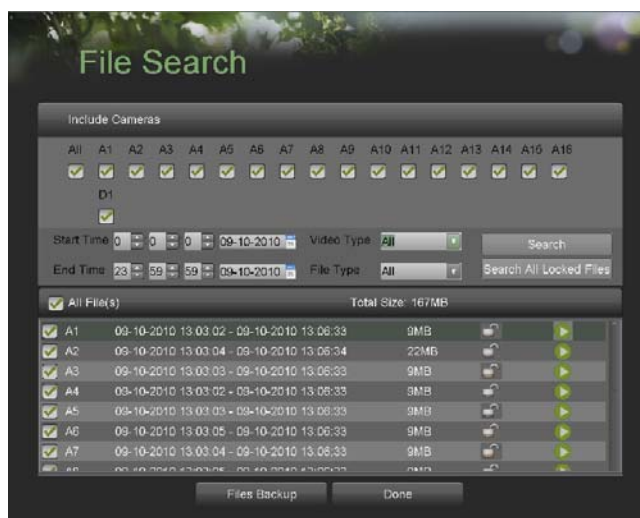 File Search
Include Cameras
All A1 A2 A3 A4 A5 A6 A7 A8 A9 A10 A11 A12 A13 A14 A15 A16
D1
Start Time 0 0 0 09-10-2010 Video Type All Search
End Time 23 59 59 09-10-2010 File Type All Search All Locked Files
All File(s) Total Size: 167MB
A1 09-10-2010 13:03:02 - 09-10-2010 13:06:33 9MB
A2 09-10-2010 13:03:04 - 09-10-2010 13:06:34 22MB
A3 09-10-2010 13:03:03 - 09-10-2010 13:06:33 9MB
A4 09-10-2010 13:03:02 - 09-10-2010 13:06:33 9MB
A5 09-10-2010 13:03:03 - 09-10-2010 13:06:33 9MB
A6 09-10-2010 13:03:05 - 09-10-2010 13:06:33 9MB
A7 09-10-2010 13:03:04 - 09-10-2010 13:06:33 9MB
Files Backup Done